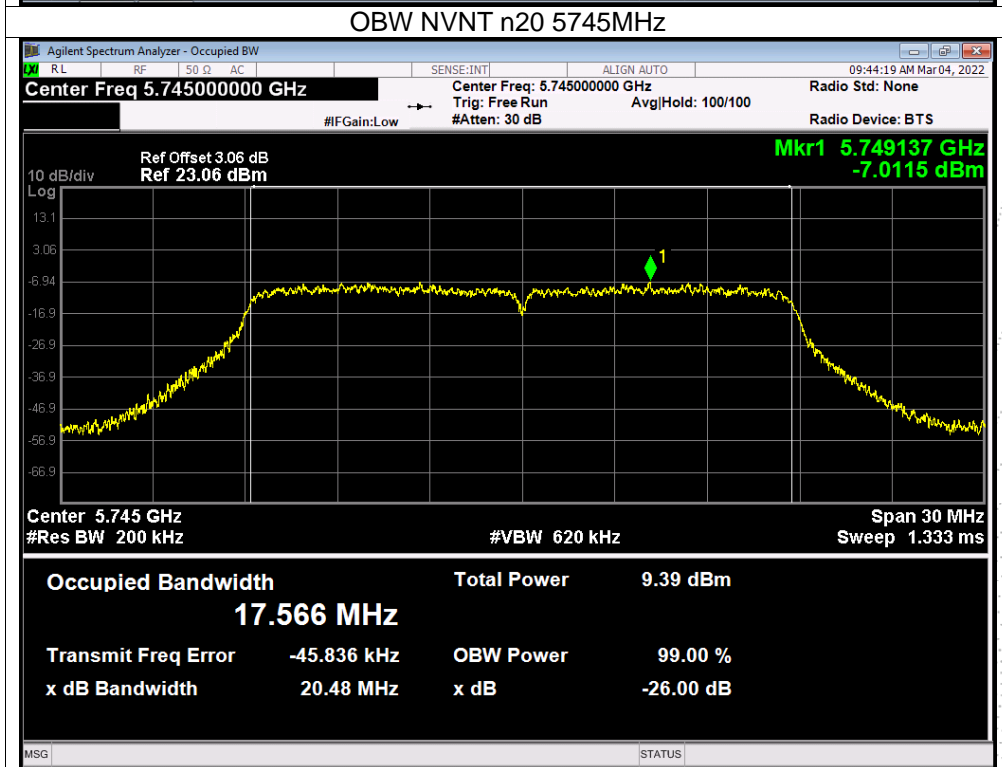 OBW NVNT n20 5745MHz
Agilent Spectrum Analyzer - Occupied BW
LXI RL RF 50 Ω AC SENSE:INT ALIGN AUTO 09:44:19 AM Mar 04, 2022
Center Freq 5.745000000 GHz Center Freq: 5.745000000 GHz Radio Std: None
Trig: Free Run Avg|Hold: 100/100
#IFGain:Low #Atten: 30 dB Radio Device: BTS
Ref Offset 3.06 dB Mkr1 5.749137 GHz
10 dB/div Ref 23.06 dBm -7.0115 dBm
Log
13.1
3.06
1
-6.94
-16.9
-26.9
-36.9
-46.9
-56.9
-66.9
Center 5.745 GHz Span 30 MHz
#Res BW 200 kHz #VBW 620 kHz Sweep 1.333 ms
Occupied Bandwidth Total Power 9.39 dBm
17.566 MHz
Transmit Freq Error -45.836 kHz OBW Power 99.00 %
x dB Bandwidth 20.48 MHz x dB -26.00 dB
MSG STATUS